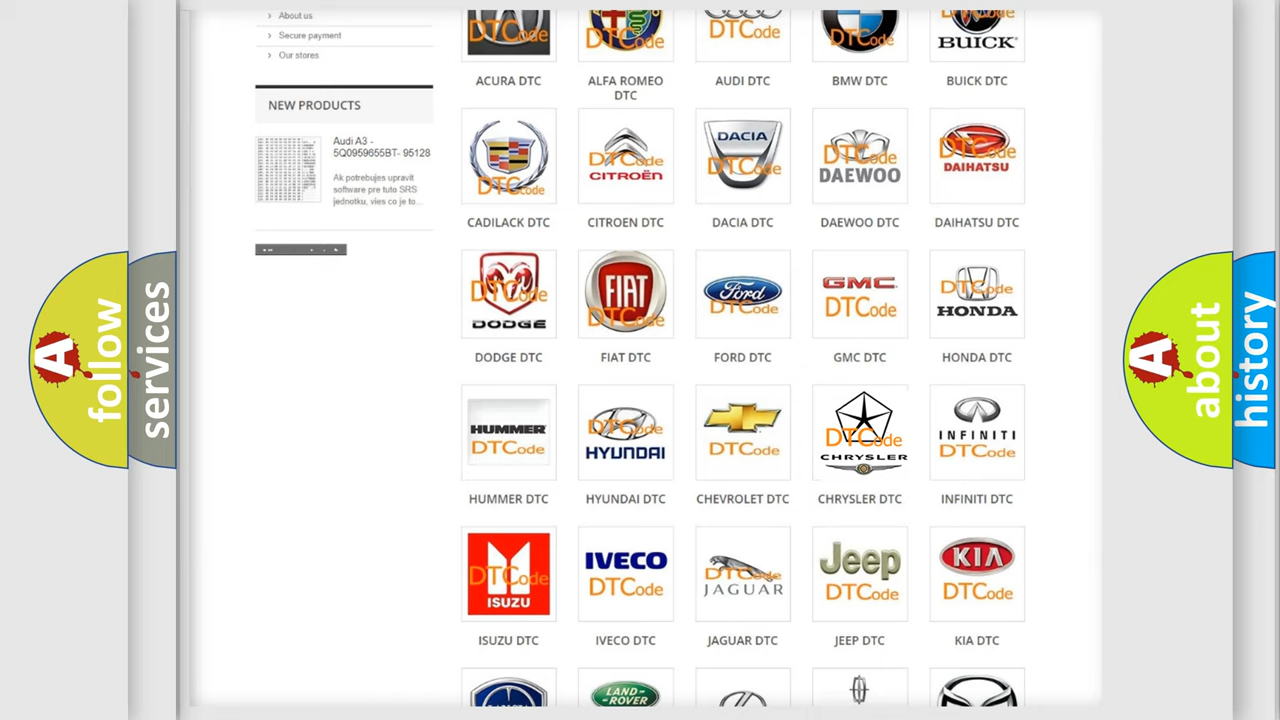 About us
Secure payment
Our stores
NEW PRODUCTS
Audi A3 -
5Q0959655BT- 95128
Ak potrebujes upravit
software pre tuto SRS
jednotku, vies co je to...
DTCode DTCode DTCode DTCode BUICK
ACURA DTC
ALFA ROMEO
DTC
AUDI DTC
BMW DTC
BUICK DTC
DTCode
DTCode
CITROËN
DACIA
DTCode
DTCode
DAEWOO
DTCode
DAIHATSU
CADILACK DTC
CITROEN DTC
DACIA DTC
DAEWOO DTC
DAIHATSU DTC
DTCode
DODGE
FIAT
DTCode
Ford
DTCode
GMC
DTCode
DTCode
HONDA
DODGE DTC
FIAT DTC
FORD DTC
GMC DTC
HONDA DTC
HUMMER
DTCode
DTCode
HYUNDAI
DTCode
DTCode
CHRYSLER
INFINITI
DTCode
HUMMER DTC
HYUNDAI DTC
CHEVROLET DTC
CHRYSLER DTC
INFINITI DTC
DTCode
ISUZU
IVECO
DTCode
DTCode
JAGUAR
Jeep
DTCode
KIA
DTCode
ISUZU DTC
IVECO DTC
JAGUAR DTC
JEEP DTC
KIA DTC
LAND-
ROVER
A follow
services
A about
history